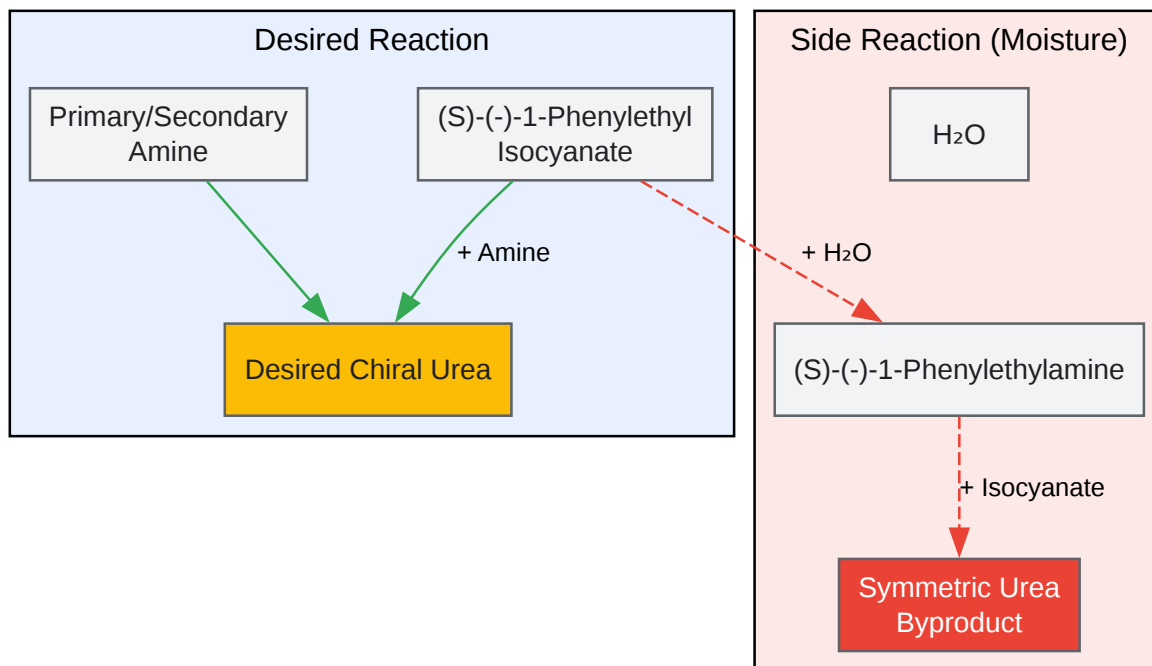 Desired Reaction
Side Reaction (Moisture)
Primary/Secondary
Amine
(S)-(-)-1-Phenylethyl
Isocyanate
H₂O
+ Amine
+ H₂O
Desired Chiral Urea
(S)-(-)-1-Phenylethylamine
+ Isocyanate
Symmetric Urea
Byproduct